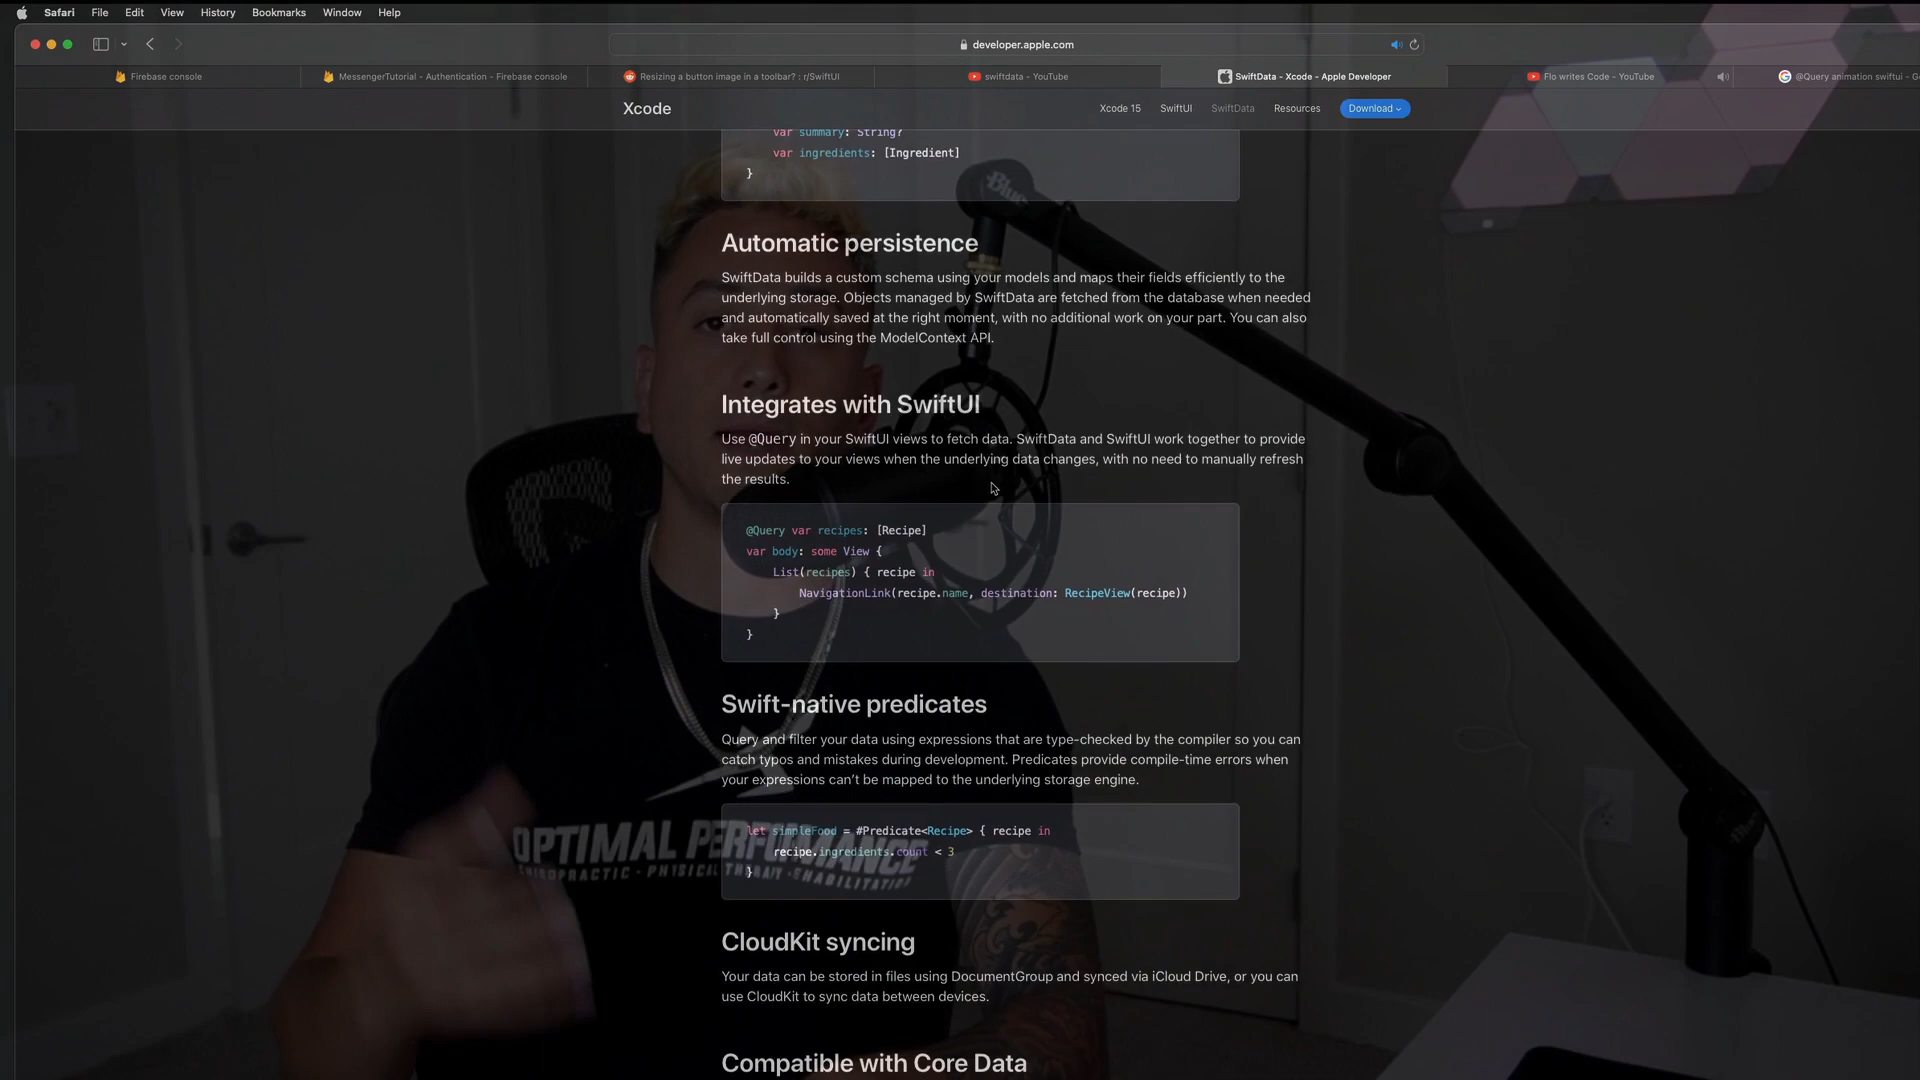 Safari File Edit View History Bookmarks Window Help
developer.apple.com
Firebase console
MessengerTutorial - Authentication - Firebase console
Resizing a button image in a toolbar? : r/SwiftUI
swiftdata - YouTube
SwiftData - Xcode - Apple Developer
Flo writes Code - YouTube
@Query animation swiftui - G
Xcode
Xcode 15 SwiftUI SwiftData Resources Download
var summary: String?
var ingredients: [Ingredient]
}
Blue
Automatic persistence
SwiftData builds a custom schema using your models and maps their fields efficiently to the
underlying storage. Objects managed by SwiftData are fetched from the database when needed
and automatically saved at the right moment, with no additional work on your part. You can also
take full control using the ModelContext API.
Integrates with SwiftUI
Use @Query in your SwiftUI views to fetch data. SwiftData and SwiftUI work together to provide
live updates to your views when the underlying data changes, with no need to manually refresh
the results.
@Query var recipes: [Recipe]
var body: some View {
List(recipes) { recipe in
NavigationLink(recipe.name, destination: RecipeView(recipe))
}
}
Swift-native predicates
Query and filter your data using expressions that are type-checked by the compiler so you can
catch typos and mistakes during development. Predicates provide compile-time errors when
your expressions can't be mapped to the underlying storage engine.
let simpleFood = #Predicate<Recipe> { recipe in
recipe.ingredients.count < 3
}
OPTIMAL PERFORMANCE
CHIROPRACTIC · PHYSICAL THERAPY · REHABILITATION
CloudKit syncing
Your data can be stored in files using DocumentGroup and synced via iCloud Drive, or you can
use CloudKit to sync data between devices.
Compatible with Core Data